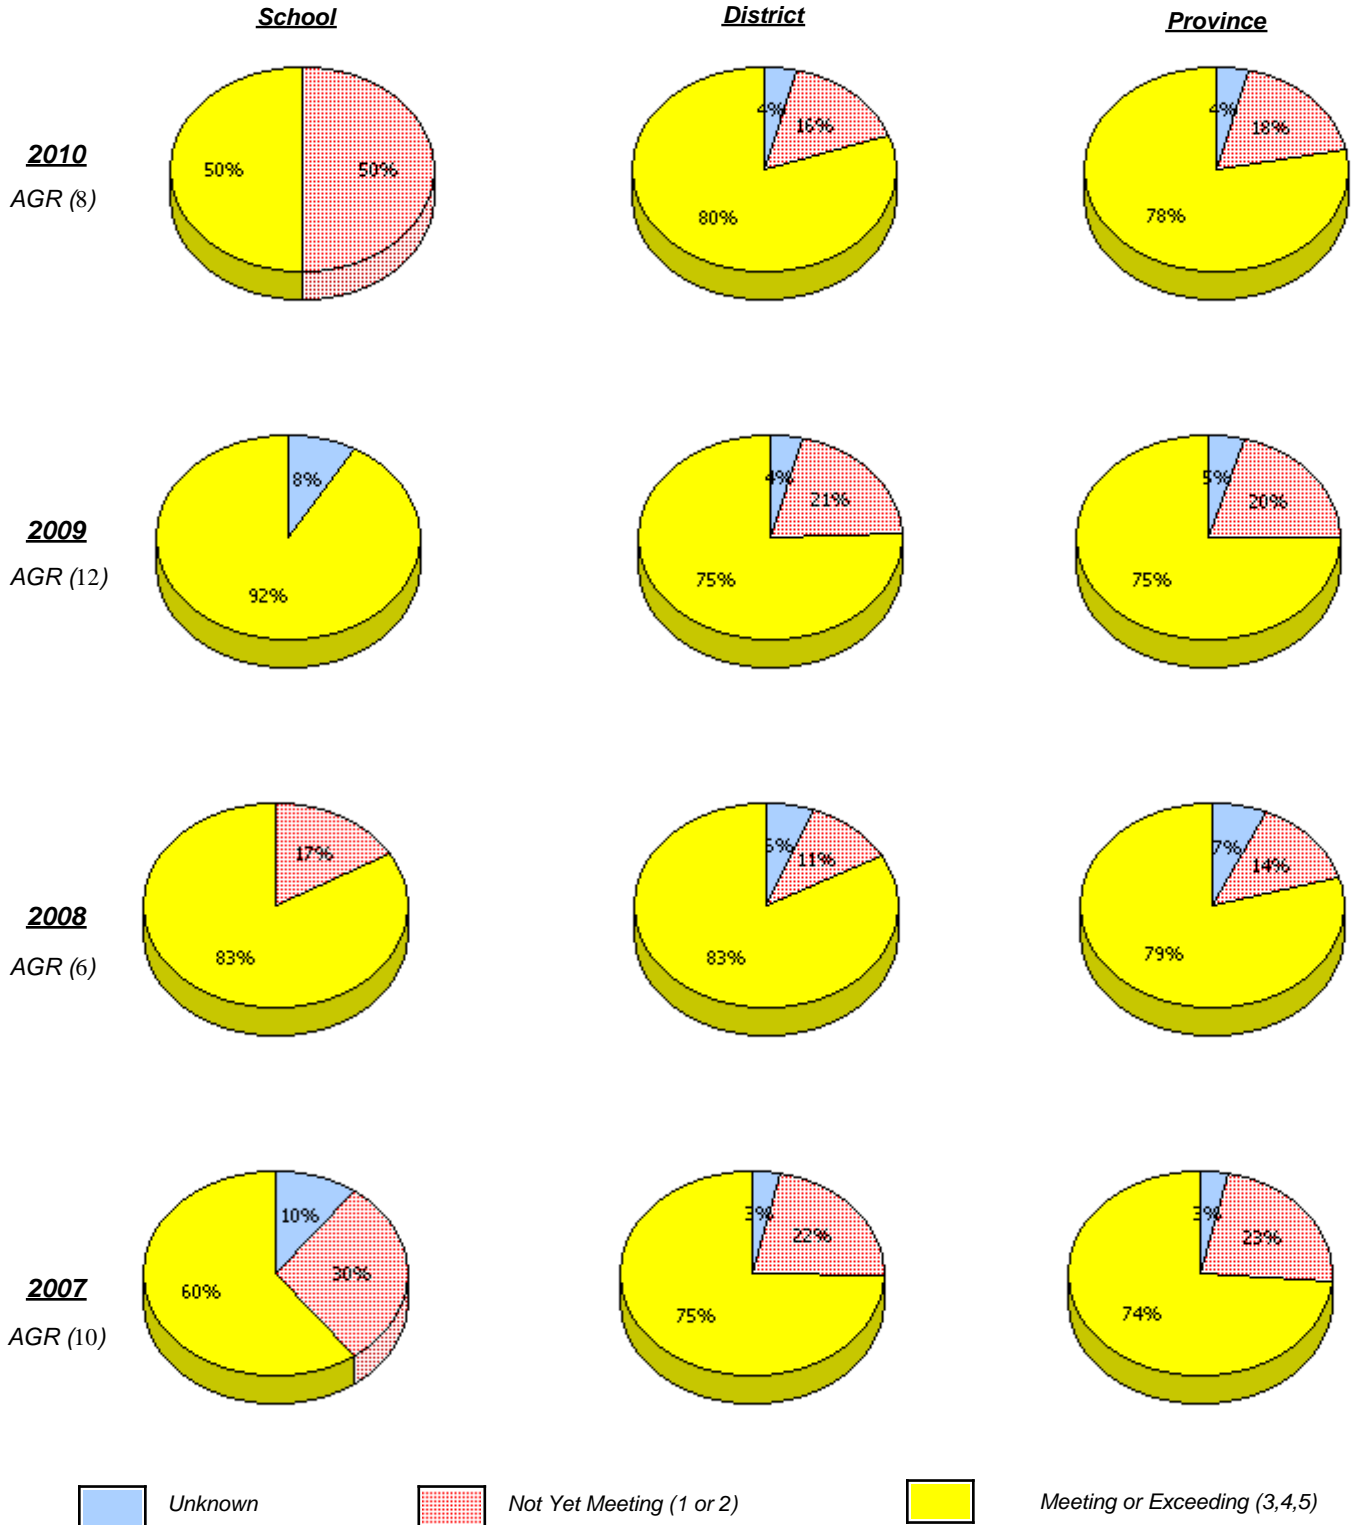 School District Province
2010
AGR (8)
50% 50%
4% 16% 80%
4% 18% 78%
2009
AGR (12)
8% 92%
4% 21% 75%
5% 20% 75%
2008
AGR (6)
17% 83%
11% 83%
7% 14% 79%
2007
AGR (10)
10% 30% 60%
3% 22% 75%
3% 23% 74%
Unknown Not Yet Meeting (1 or 2) Meeting or Exceeding (3,4,5)